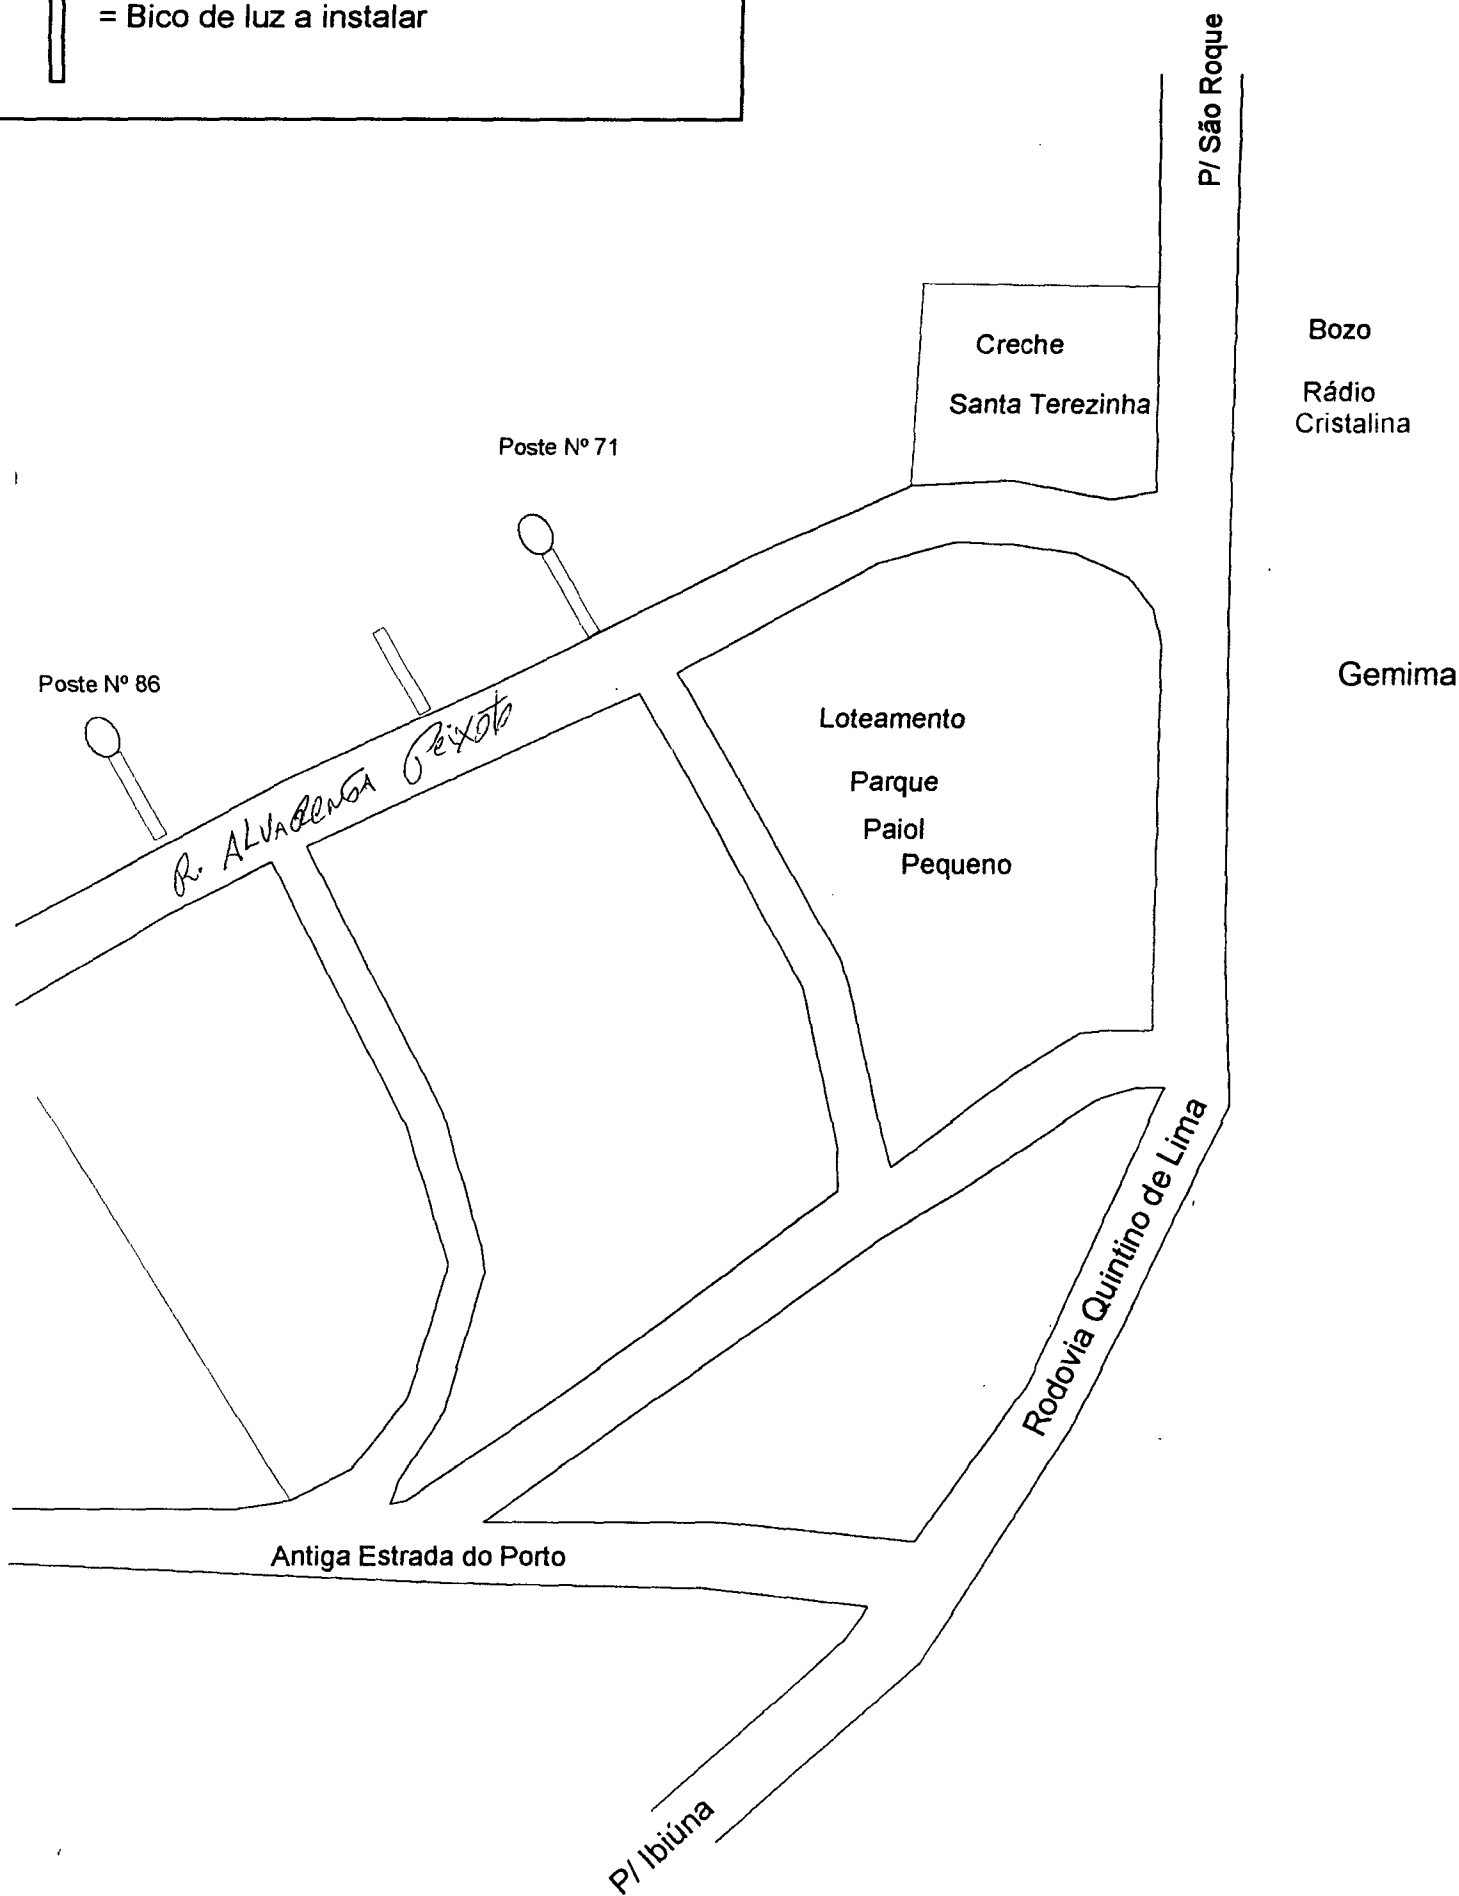 = Bico de luz a instalar
P/ São Roque
Creche
Santa Terezinha
Bozo
Rádio
Cristalina
Poste Nº 71
Poste Nº 86
Gemima
R. ALVARENGA Peixoto
Loteamento
Parque
Paiol
Pequeno
Rodovia Quintino de Lima
Antiga Estrada do Porto
P/ Ibiúna